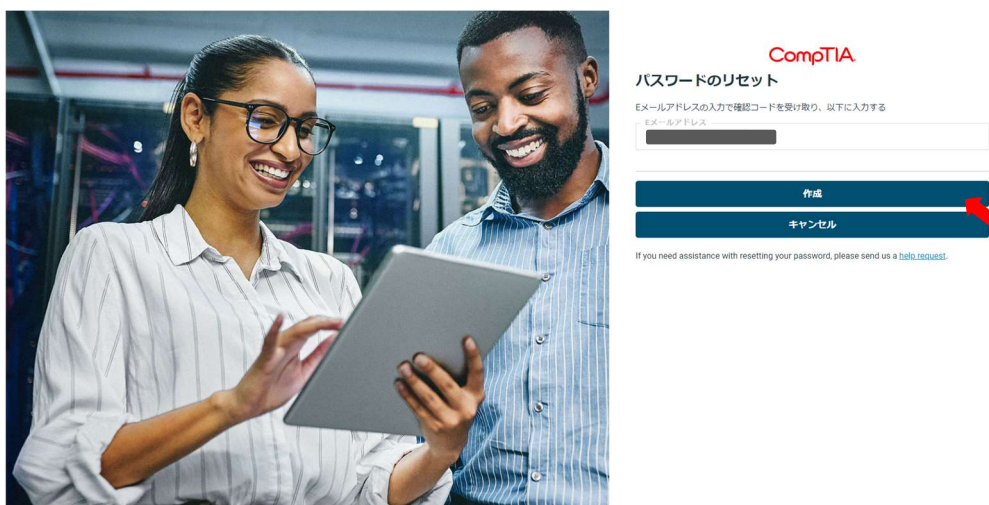 CompTIA.
パスワードのリセット
Eメールアドレスの入力で確認コードを受け取り、以下に入力する
Eメールアドレス
作成
キャンセル
If you need assistance with resetting your password, please send us a help request.